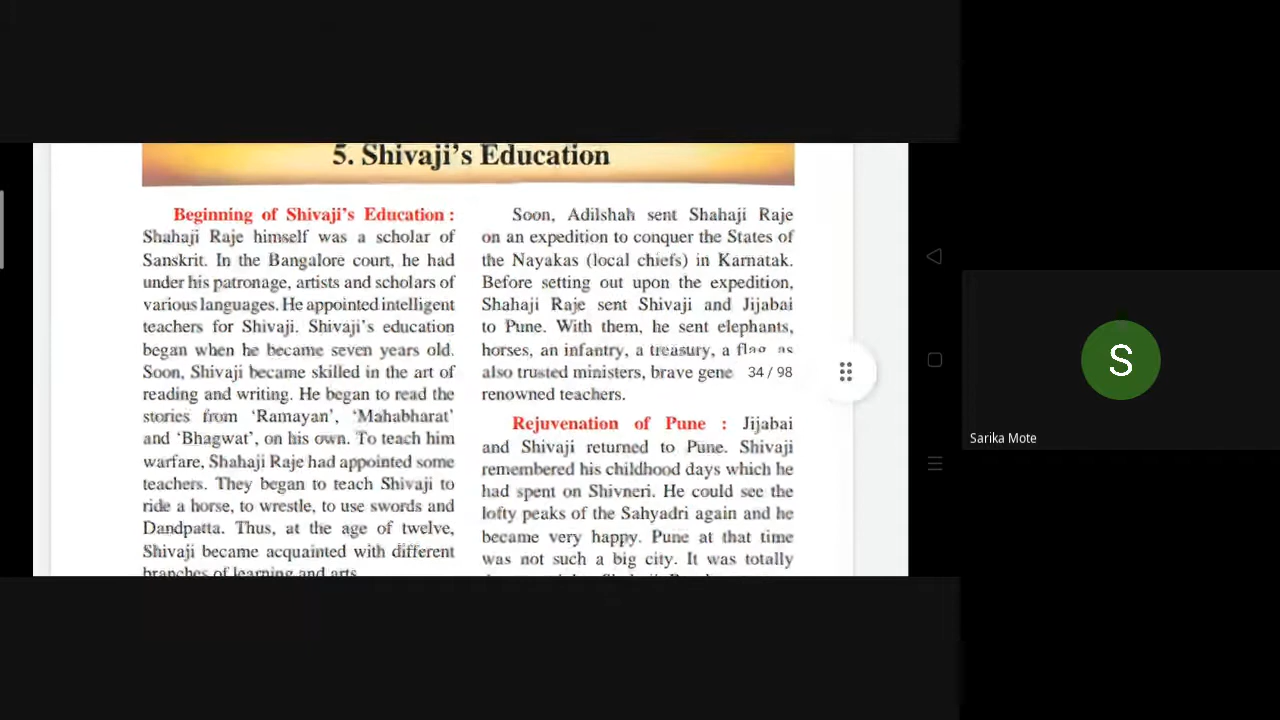 5. Shivaji's Education
Beginning of Shivaji's Education :
Shahaji Raje himself was a scholar of
Sanskrit. In the Bangalore court, he had
under his patronage, artists and scholars of
various languages. He appointed intelligent
teachers for Shivaji. Shivaji's education
began when he became seven years old.
Soon, Shivaji became skilled in the art of
reading and writing. He began to read the
stories from 'Ramayan', 'Mahabharat'
and 'Bhagwat', on his own. To teach him
warfare, Shahaji Raje had appointed some
teachers. They began to teach Shivaji to
ride a horse, to wrestle, to use swords and
Dandpatta. Thus, at the age of twelve,
Shivaji became acquainted with different
branches of learning and arts.
Soon, Adilshah sent Shahaji Raje
on an expedition to conquer the States of
the Nayakas (local chiefs) in Karnatak.
Before setting out upon the expedition,
Shahaji Raje sent Shivaji and Jijabai
to Pune. With them, he sent elephants,
horses, an infantry, a treasury, a flag as
also trusted ministers, brave gene
renowned teachers.
Rejuvenation of Pune : Jijabai
and Shivaji returned to Pune. Shivaji
remembered his childhood days which he
had spent on Shivneri. He could see the
lofty peaks of the Sahyadri again and he
became very happy. Pune at that time
was not such a big city. It was totally
34 / 98
S
Sarika Mote